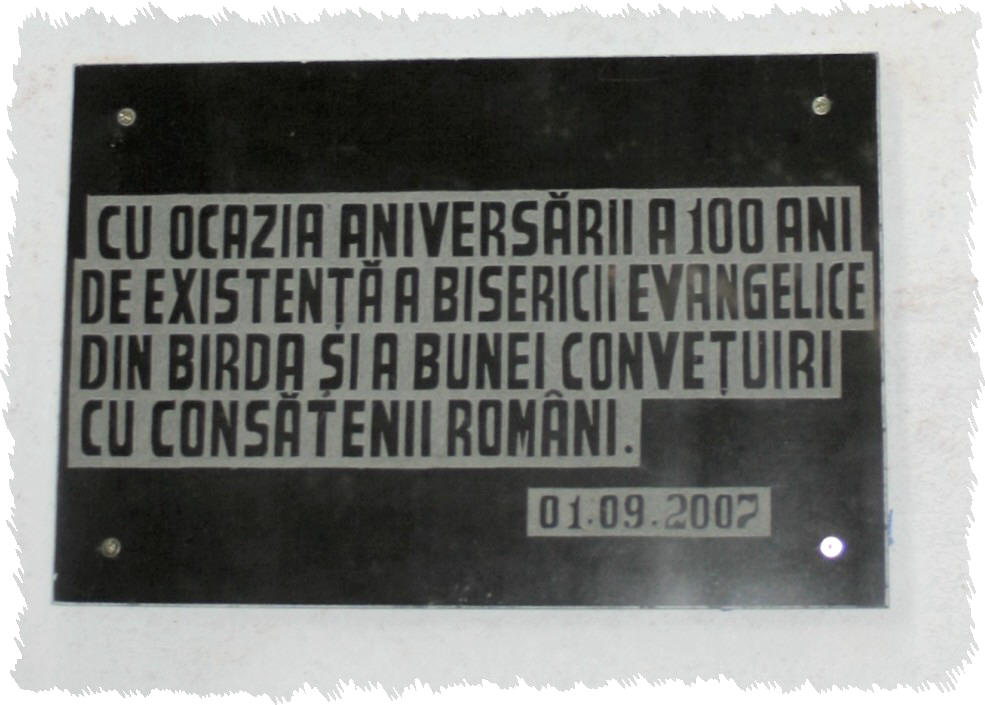 CU OCAZIA ANIVERSĂRII A 100 ANI
DE EXISTENȚĂ A BISERICII EVANGELICE
DIN BIRDA ȘI A BUNEI CONVEȚUIRI
CU CONSĂTENII ROMÂNI.
01.09.2007